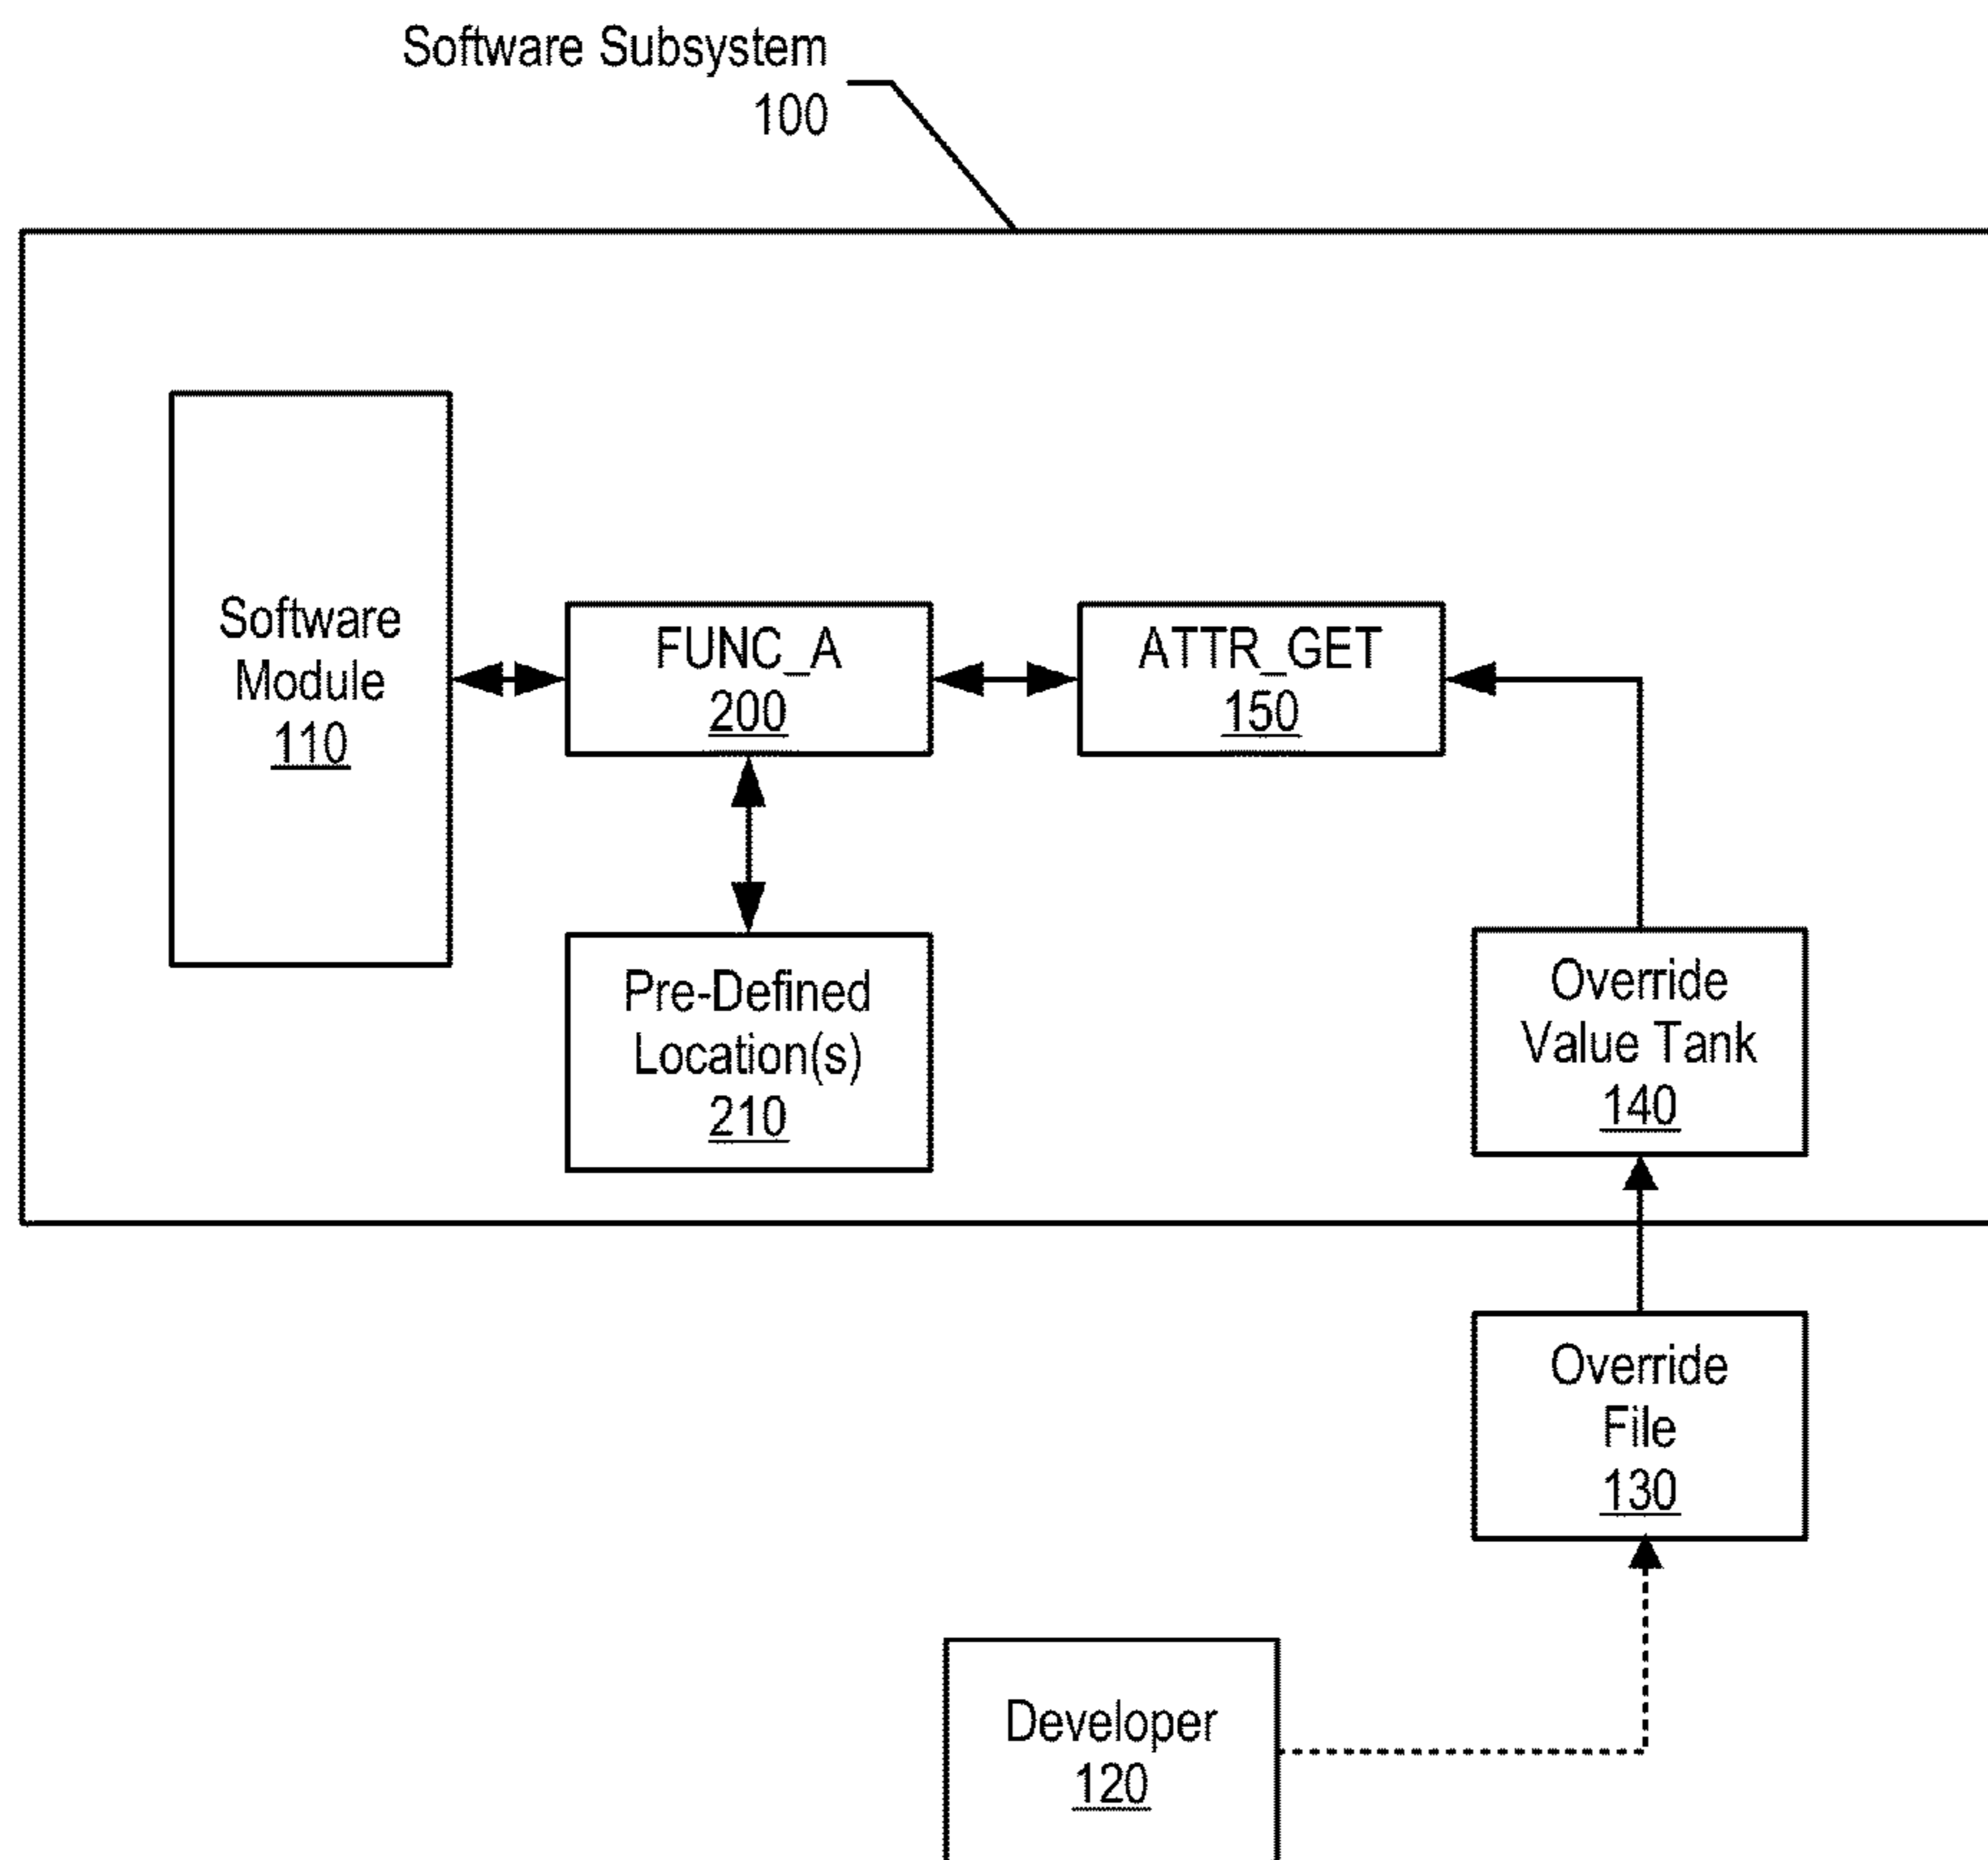 Software Subsystem
100
Software
Module
110
FUNC_A
200
ATTR_GET
150
Pre-Defined
Location(s)
210
Override
Value Tank
140
Override
File
130
Developer
120